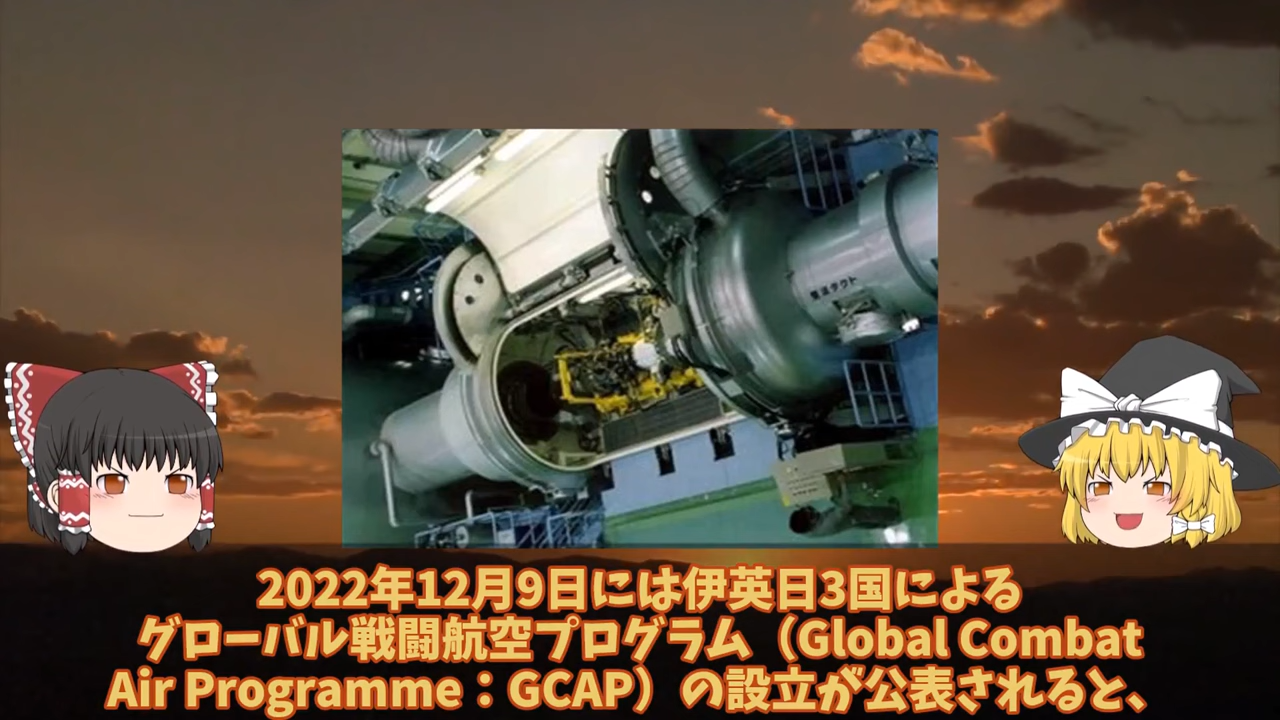 2022年12月9日には伊英日3国による
グローバル戦闘航空プログラム（Global Combat
Air Programme：GCAP）の設立が公表されると、